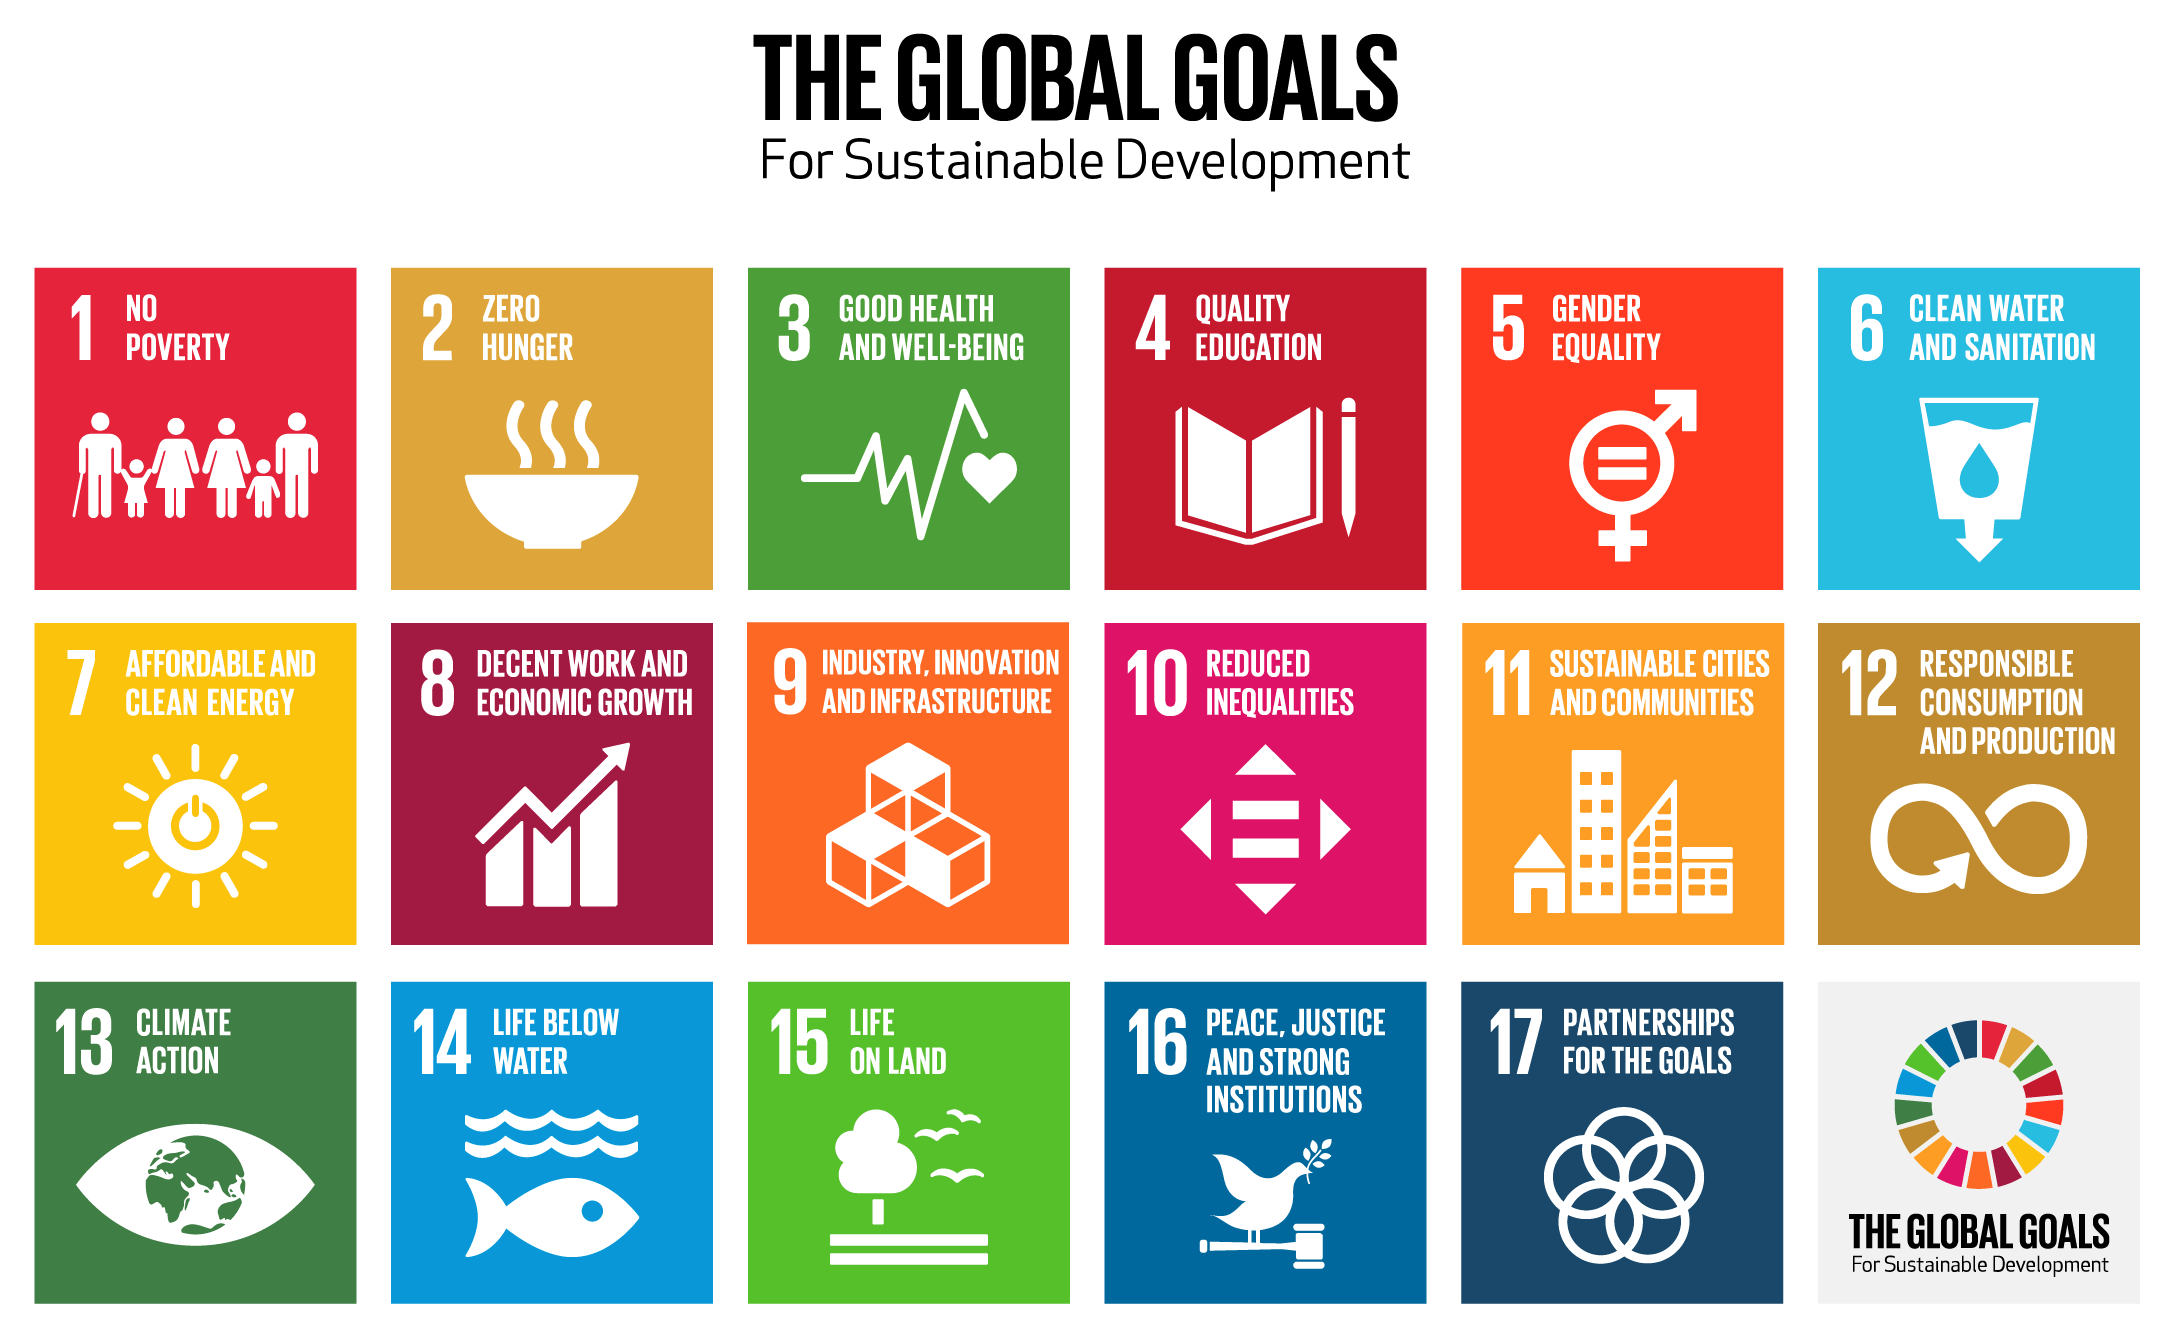 THE GLOBAL GOALS
For Sustainable Development
1 NO
POVERTY
2 ZERO
HUNGER
3 GOOD HEALTH
AND WELL-BEING
4 QUALITY
EDUCATION
5 GENDER
EQUALITY
6 CLEAN WATER
AND SANITATION
7 AFFORDABLE AND
CLEAN ENERGY
8 DECENT WORK AND
ECONOMIC GROWTH
9 INDUSTRY, INNOVATION
AND INFRASTRUCTURE
10 REDUCED
INEQUALITIES
11 SUSTAINABLE CITIES
AND COMMUNITIES
12 RESPONSIBLE
CONSUMPTION
AND PRODUCTION
13 CLIMATE
ACTION
14 LIFE BELOW
WATER
15 LIFE
ON LAND
16 PEACE, JUSTICE
AND STRONG
INSTITUTIONS
17 PARTNERSHIPS
FOR THE GOALS
THE GLOBAL GOALS
For Sustainable Development